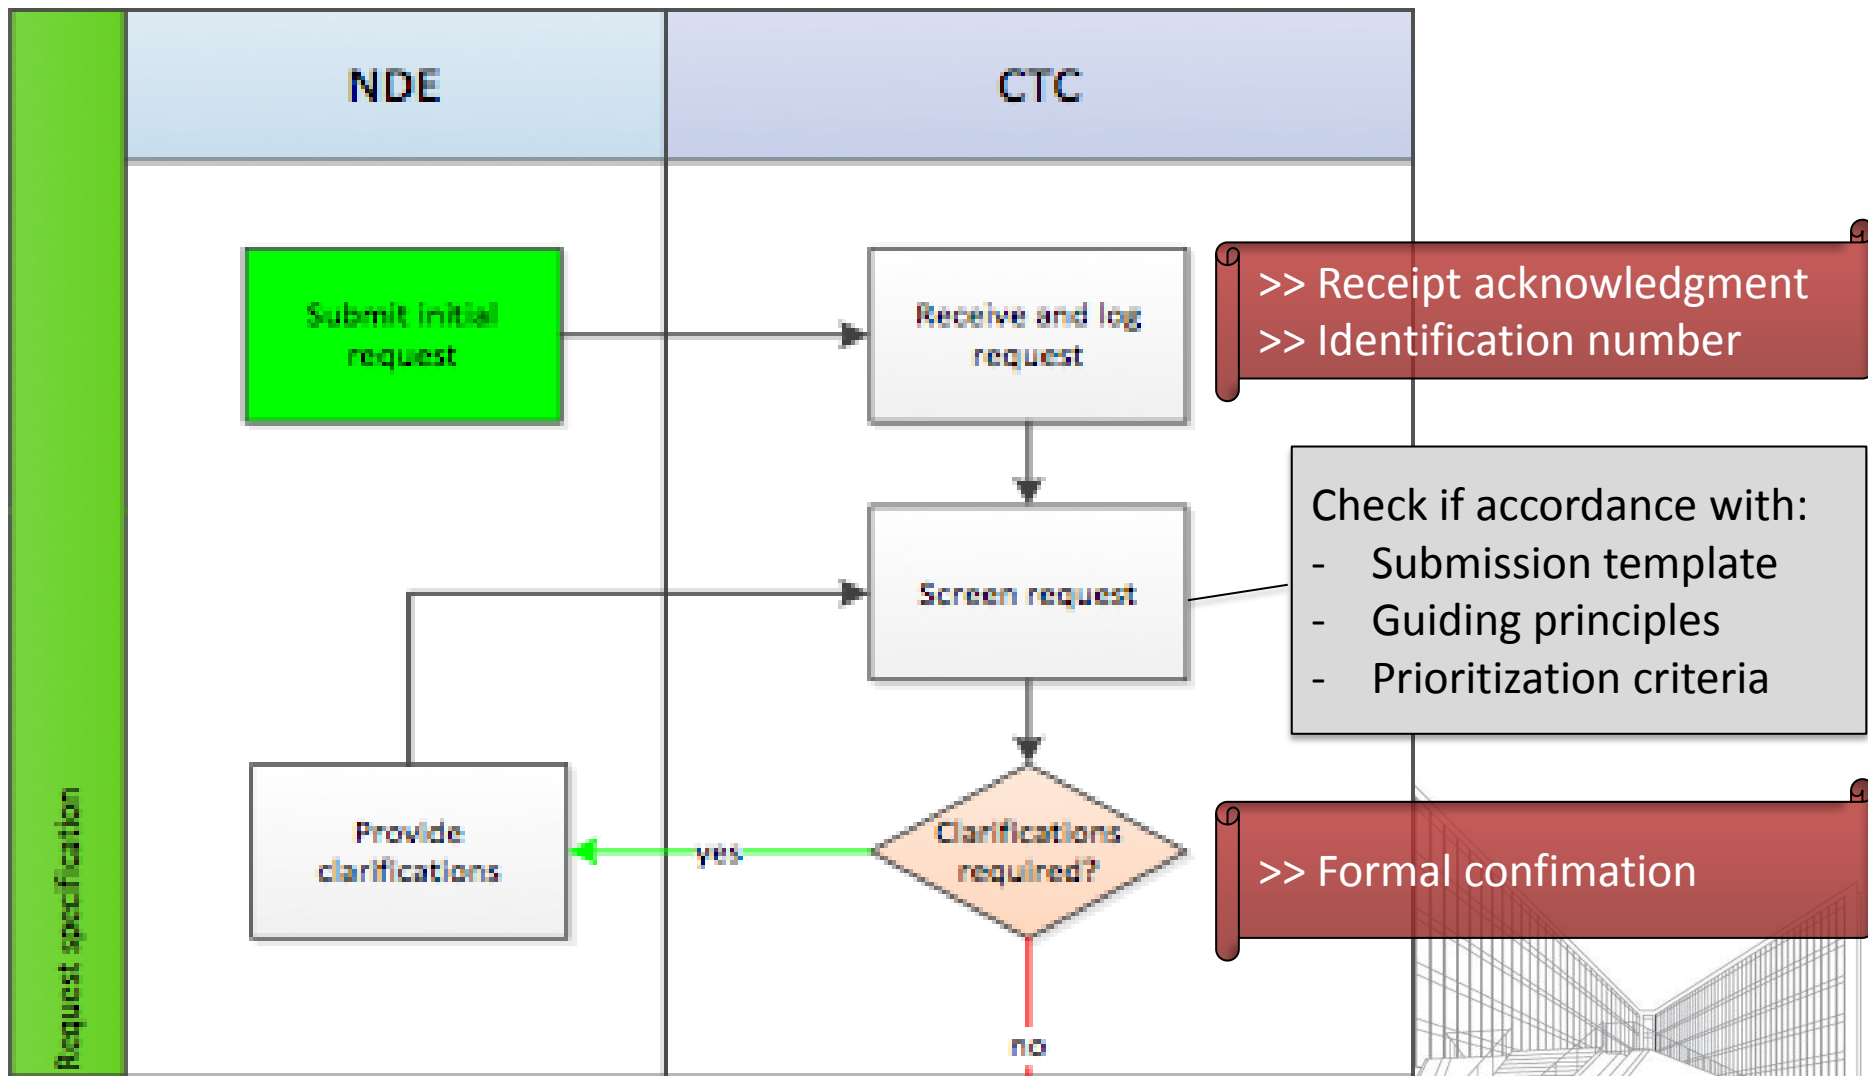 NDE
CTC
Submit initial
request
Receive and log
request
>> Receipt acknowledgment
>> Identification number
Screen request
Check if accordance with:
- Submission template
- Guiding principles
- Prioritization criteria
Provide
clarifications
yes
Clarifications
required?
>> Formal confimation
no
Request specification